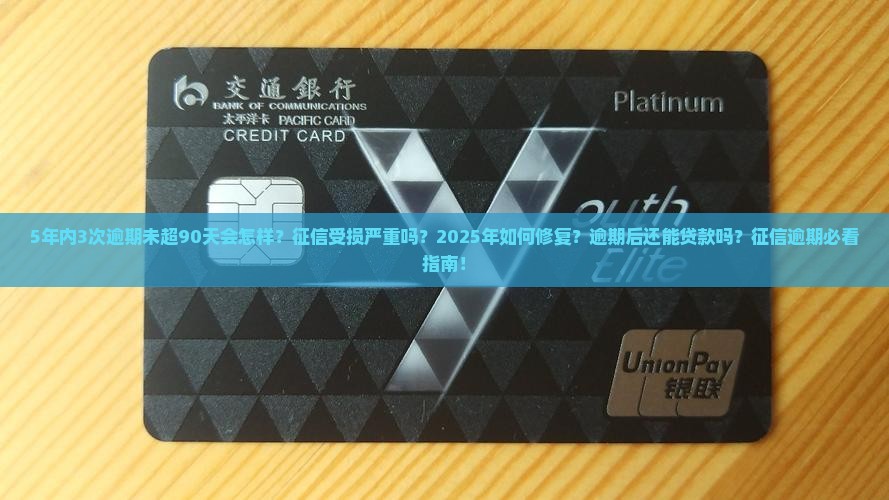 交通銀行
BANK OF COMMUNICATIONS
太平洋卡 PACIFIC CARD
CREDIT CARD
Platinum
outh
5年内3次逾期未超90天会怎样？征信受损严重吗？2025年如何修复？逾期后还能贷款吗？征信逾期必看
指南！
Elite
UnionPay
银联